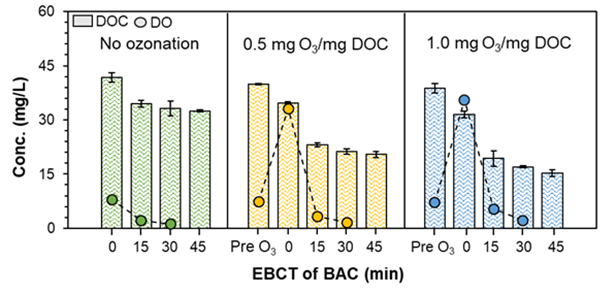 60
45
30
15
0
Conc. (mg/L)
DOC DO
No ozonation
0.5 mg O₃/mg DOC
1.0 mg O₃/mg DOC
0 15 30 45
Pre O₃ 0 15 30 45
Pre O₃ 0 15 30 45
EBCT of BAC (min)